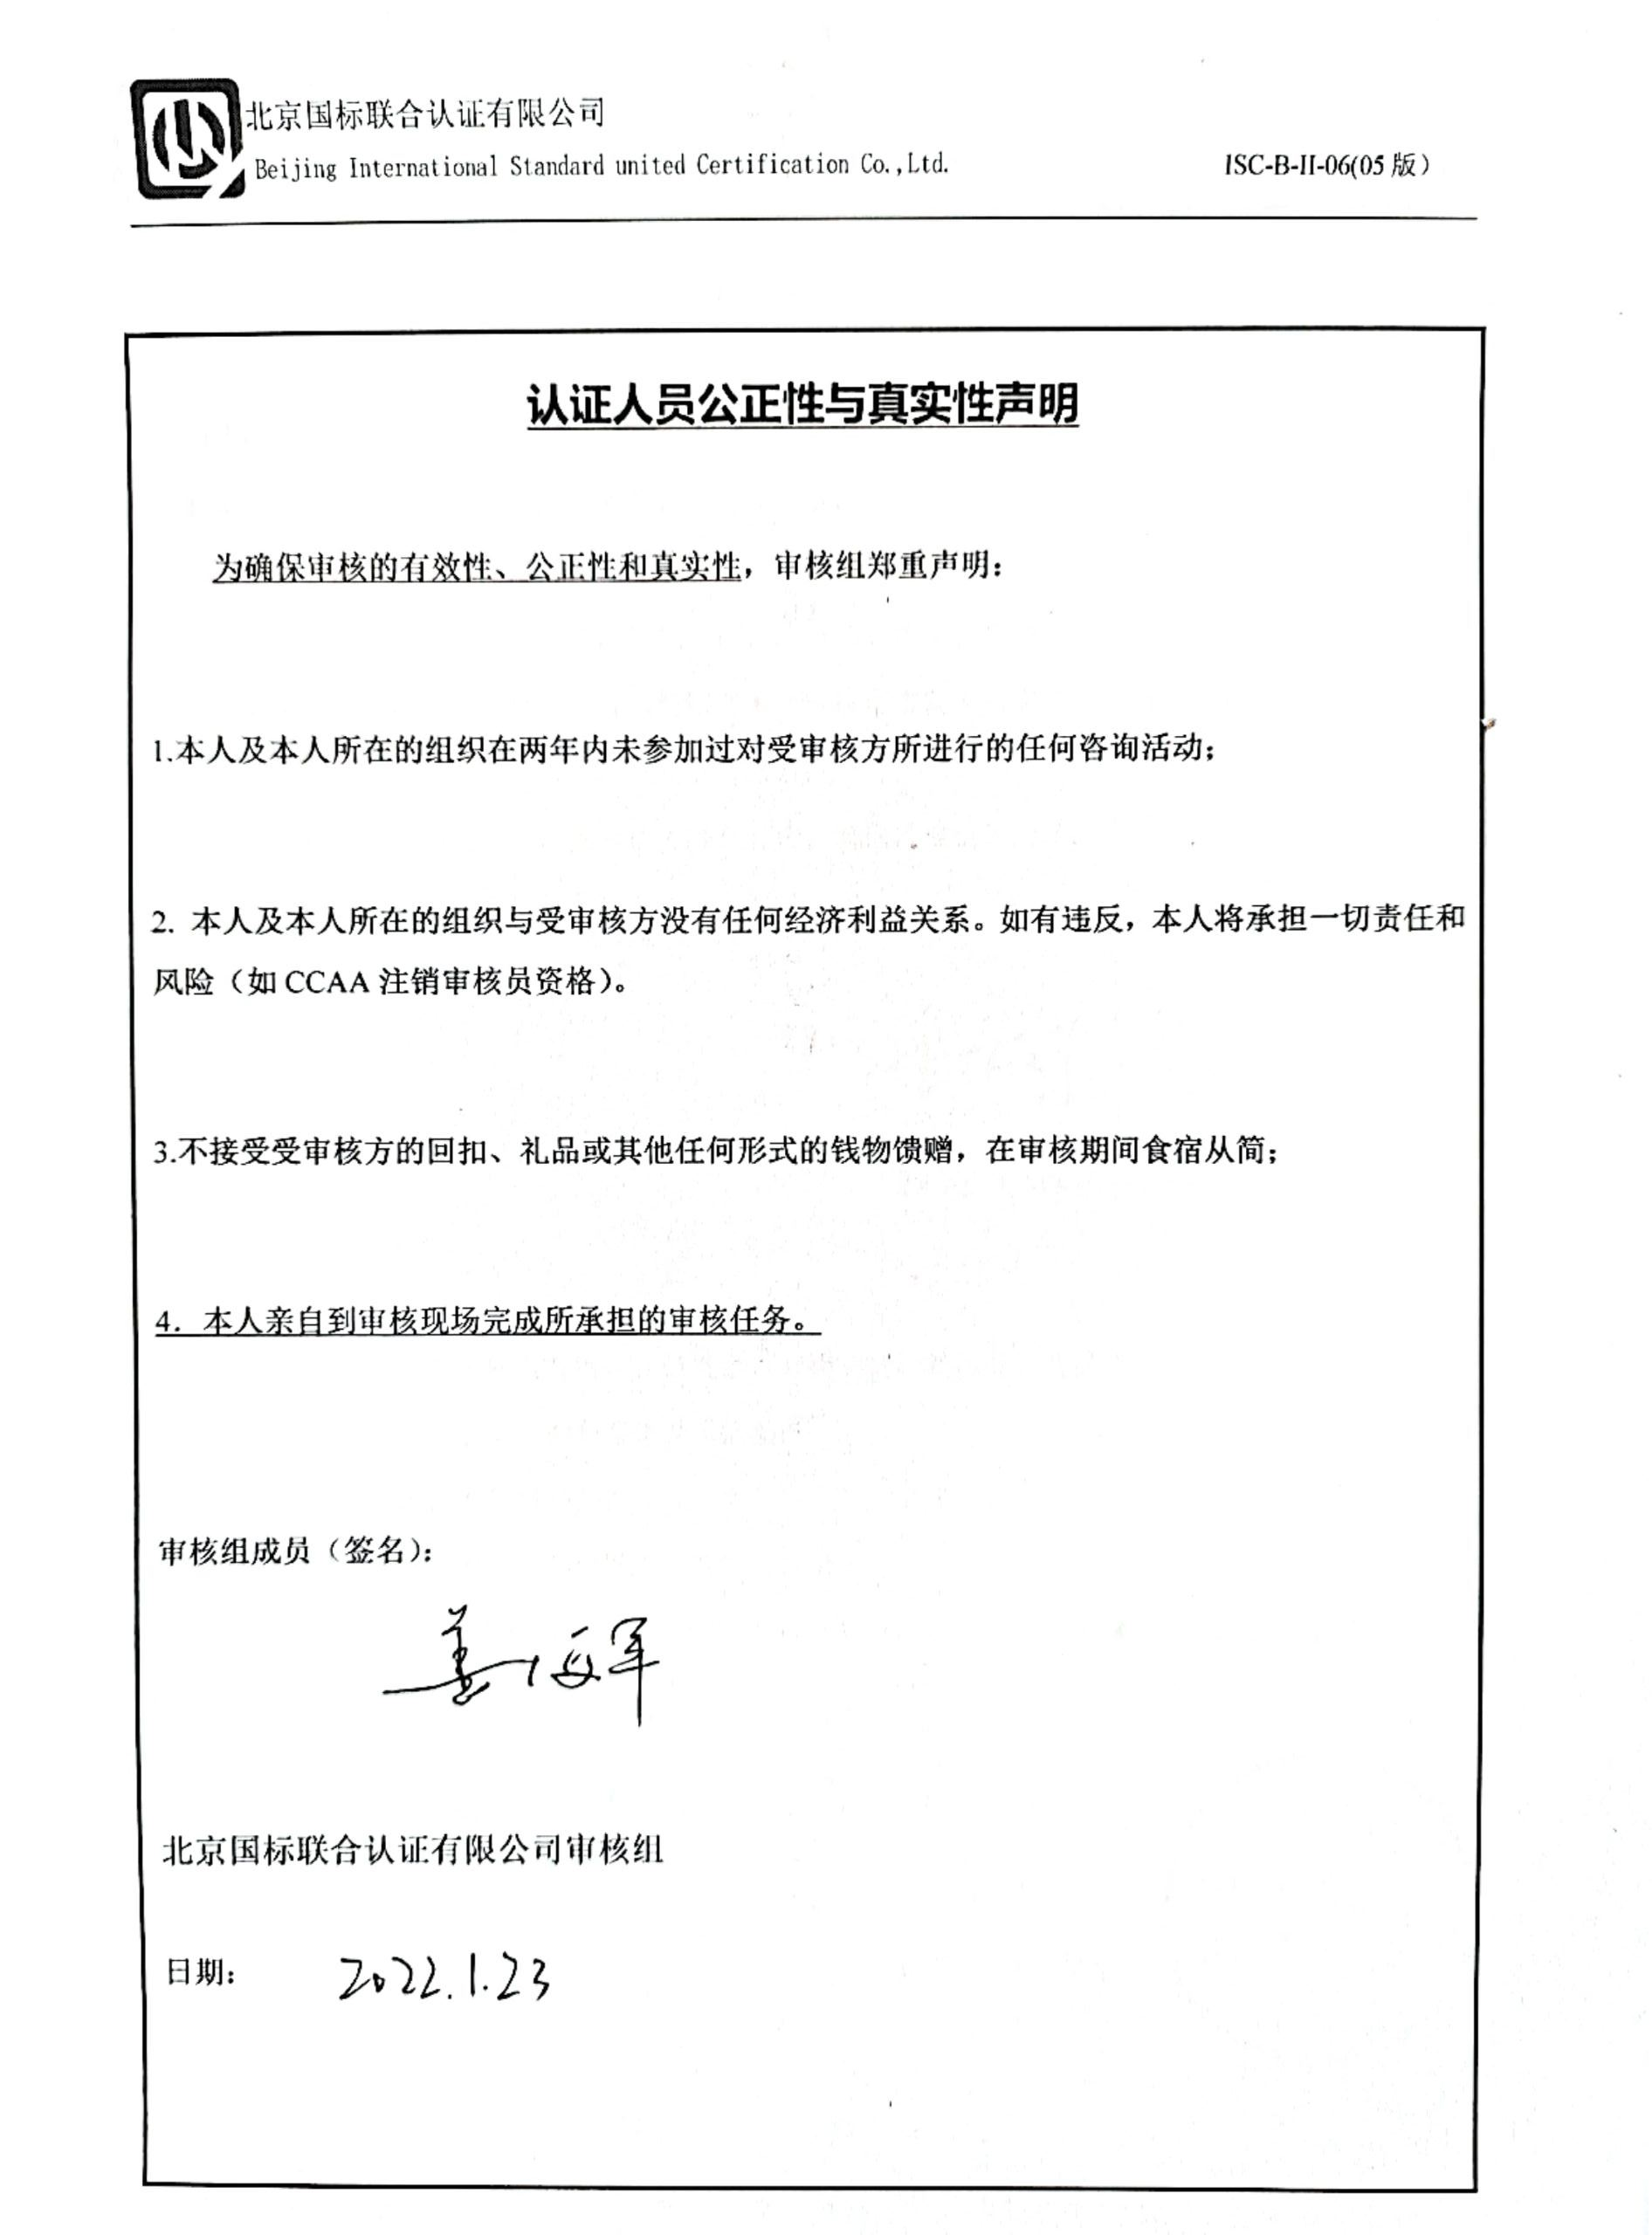 北京国标联合认证有限公司
Beijing International Standard united Certification Co.,Ltd.
ISC-B-II-06(05版)
认证人员公正性与真实性声明
为确保审核的有效性、公正性和真实性，审核组郑重声明：
1.本人及本人所在的组织在两年内未参加过对受审核方所进行的任何咨询活动；
2. 本人及本人所在的组织与受审核方没有任何经济利益关系。如有违反，本人将承担一切责任和
风险（如 CCAA 注销审核员资格）。
3.不接受受审核方的回扣、礼品或其他任何形式的钱物馈赠，在审核期间食宿从简；
4. 本人亲自到审核现场完成所承担的审核任务。
审核组成员（签名）：
姜海军
北京国标联合认证有限公司审核组
日期： 2022.1.23